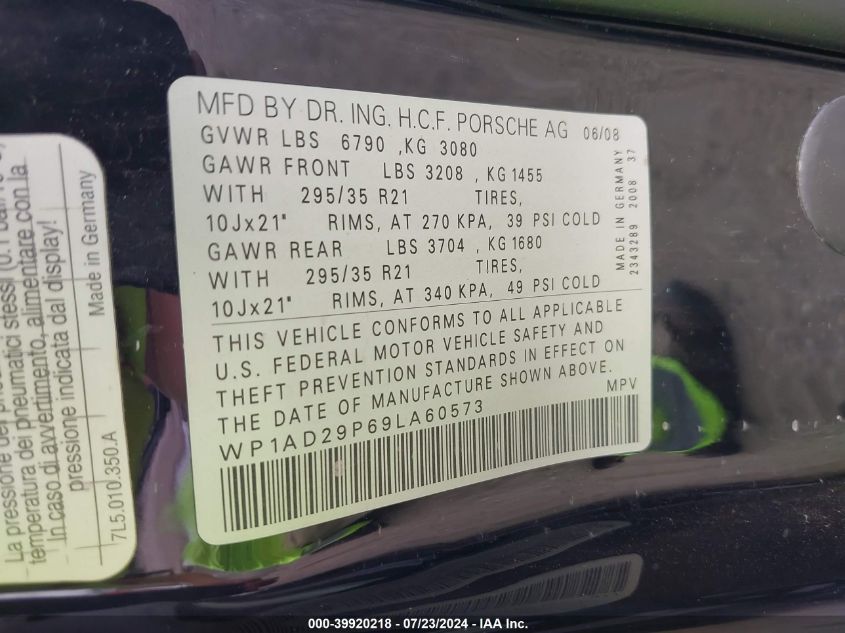 MFD BY DR. ING. H.C.F. PORSCHE AG 06/08
GVWR LBS 6790 ,KG 3080
GAWR FRONT LBS 3208 , KG 1455
WITH 295/35 R21 TIRES,
10Jx21" RIMS, AT 270 KPA, 39 PSI COLD
GAWR REAR LBS 3704 , KG 1680
WITH 295/35 R21 TIRES,
10Jx21" RIMS, AT 340 KPA, 49 PSI COLD
THIS VEHICLE CONFORMS TO ALL APPLICABLE
U.S. FEDERAL MOTOR VEHICLE SAFETY AND
THEFT PREVENTION STANDARDS IN EFFECT ON
THE DATE OF MANUFACTURE SHOWN ABOVE.
WP1AD29P69LA60573 MPV
MADE IN GERMANY
2343289 2008 37
La pressione dei pneumatici stessi
temperatura dei pneumatici, alimentare con la
In caso di avvertimento, alimentare con la
pressione indicata dal display!
7L5.010.350.A Made in Germany
000-39920218 - 07/23/2024 - IAA Inc.